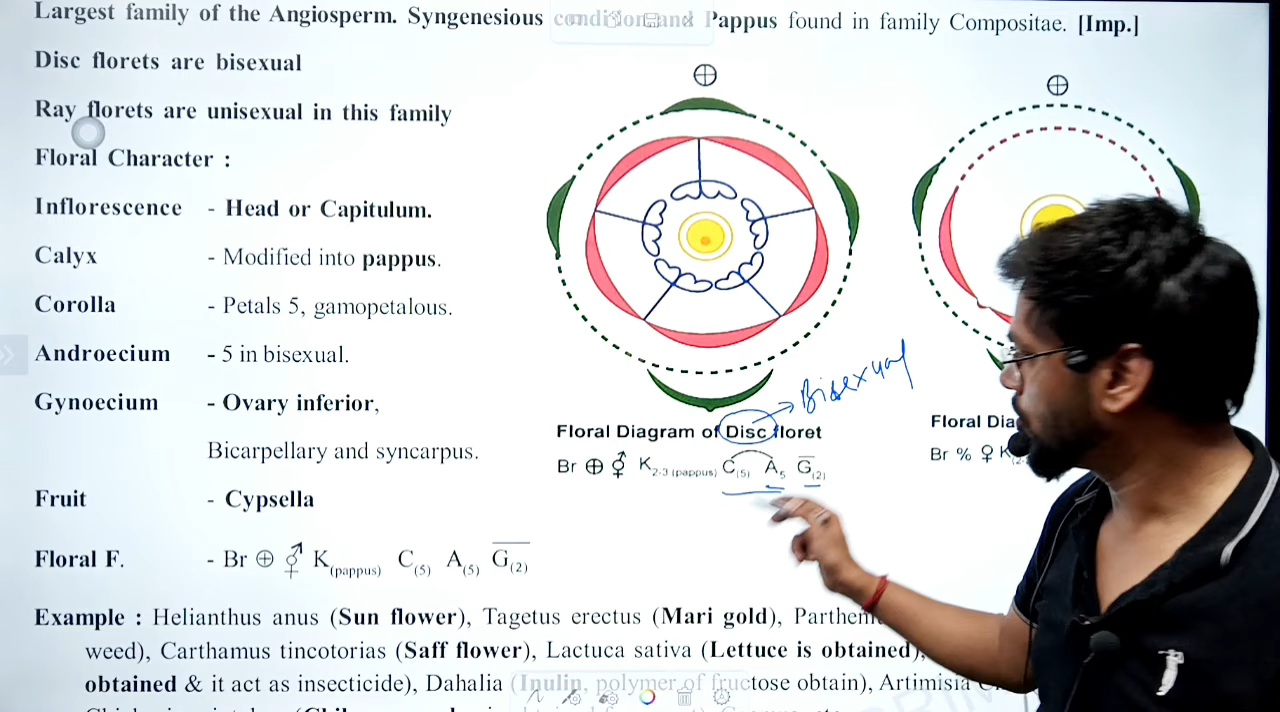 Largest family of the Angiosperm. Syngenesious condition and Pappus found in family Compositae. [Imp.]
Disc florets are bisexual
Ray florets are unisexual in this family
Floral Character :
Inflorescence - Head or Capitulum.
Calyx - Modified into pappus.
Corolla - Petals 5, gamopetalous.
Androecium - 5 in bisexual.
Gynoecium - Ovary inferior,
Bicarpellary and syncarpus.
Fruit - Cypsella
Floral F. - Br ⊕ ⚥ K(pappus) C(5) A(5) G̅(2)
⊕
Bisexual
Floral Diagram of Disc floret
Br ⊕ ⚥ K2-3 (pappus) C(5) A5 G̅(2)
⊕
Floral Dia
Br % ♀ K
Example : Helianthus anus (Sun flower), Tagetus erectus (Mari gold), Parthen
weed), Carthamus tincotorias (Saff flower), Lactuca sativa (Lettuce is obtained),
obtained & it act as insecticide), Dahalia (Inulin, polymer of fructose obtain), Artimisia